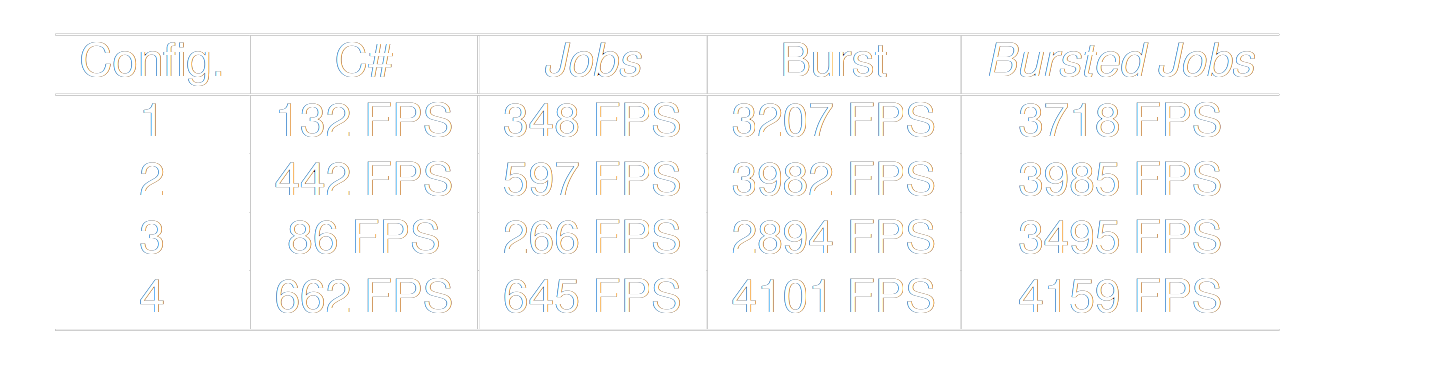 Config. C# Jobs Burst Bursted Jobs
1 132 FPS 348 FPS 3207 FPS 3718 FPS
2 442 FPS 597 FPS 3982 FPS 3985 FPS
3 86 FPS 266 FPS 2894 FPS 3495 FPS
4 662 FPS 645 FPS 4101 FPS 4159 FPS